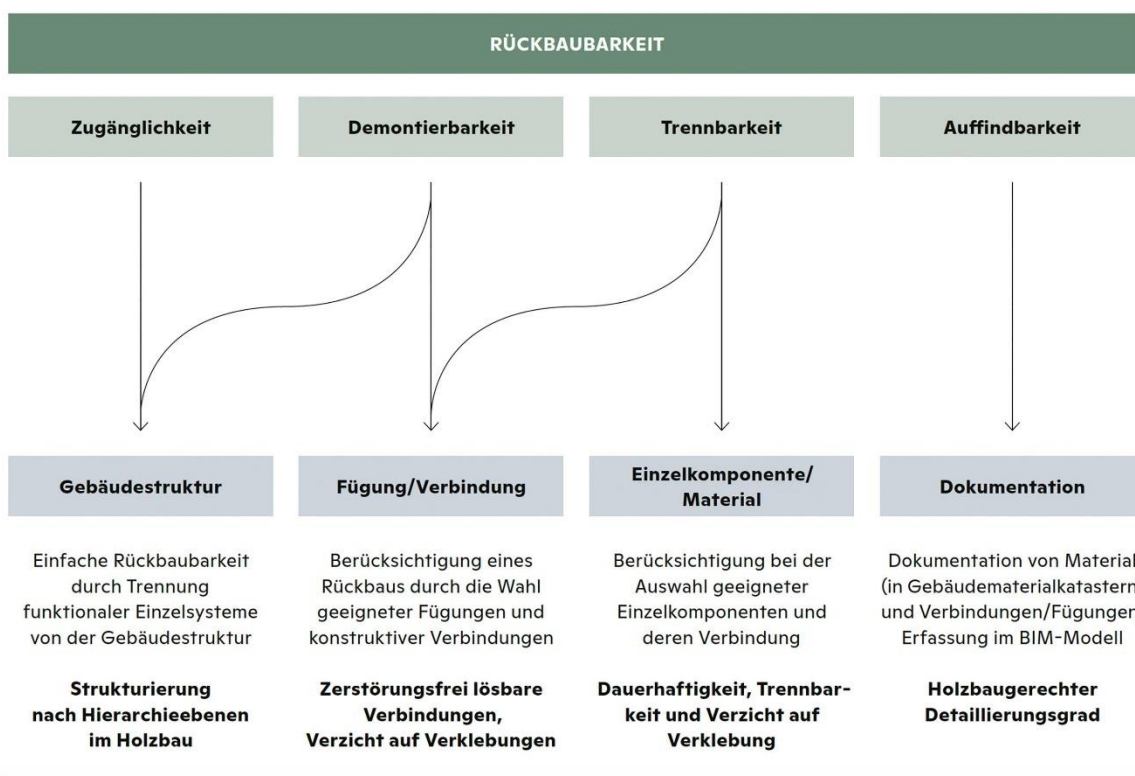 RÜCKBAUBARKEIT
Zugänglichkeit
Demontierbarkeit
Trennbarkeit
Auffindbarkeit
Gebäudestruktur
Fügung/Verbindung
Einzelkomponente/
Material
Dokumentation
Einfache Rückbaubarkeit
durch Trennung
funktionaler Einzelsysteme
von der Gebäudestruktur
Strukturierung
nach Hierarchieebenen
im Holzbau
Berücksichtigung eines
Rückbaus durch die Wahl
geeigneter Fügungen und
konstruktiver Verbindungen
Zerstörungsfrei lösbare
Verbindungen,
Verzicht auf Verklebungen
Berücksichtigung bei der
Auswahl geeigneter
Einzelkomponenten und
deren Verbindung
Dauerhaftigkeit, Trennbar-
keit und Verzicht auf
Verklebung
Dokumentation von Material
(in Gebäudematerialkatastern
und Verbindungen/Fügungen
Erfassung im BIM-Modell
Holzbaugerechter
Detaillierungsgrad